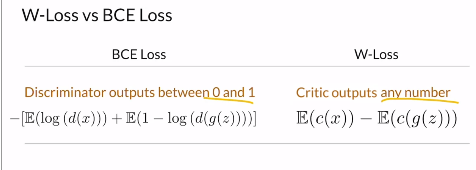 W-Loss vs BCE Loss
BCE Loss W-Loss
Discriminator outputs between 0 and 1 Critic outputs any number
−[𝔼(log (d(x))) + 𝔼(1 − log (d(g(z))))] 𝔼(c(x)) − 𝔼(c(g(z)))